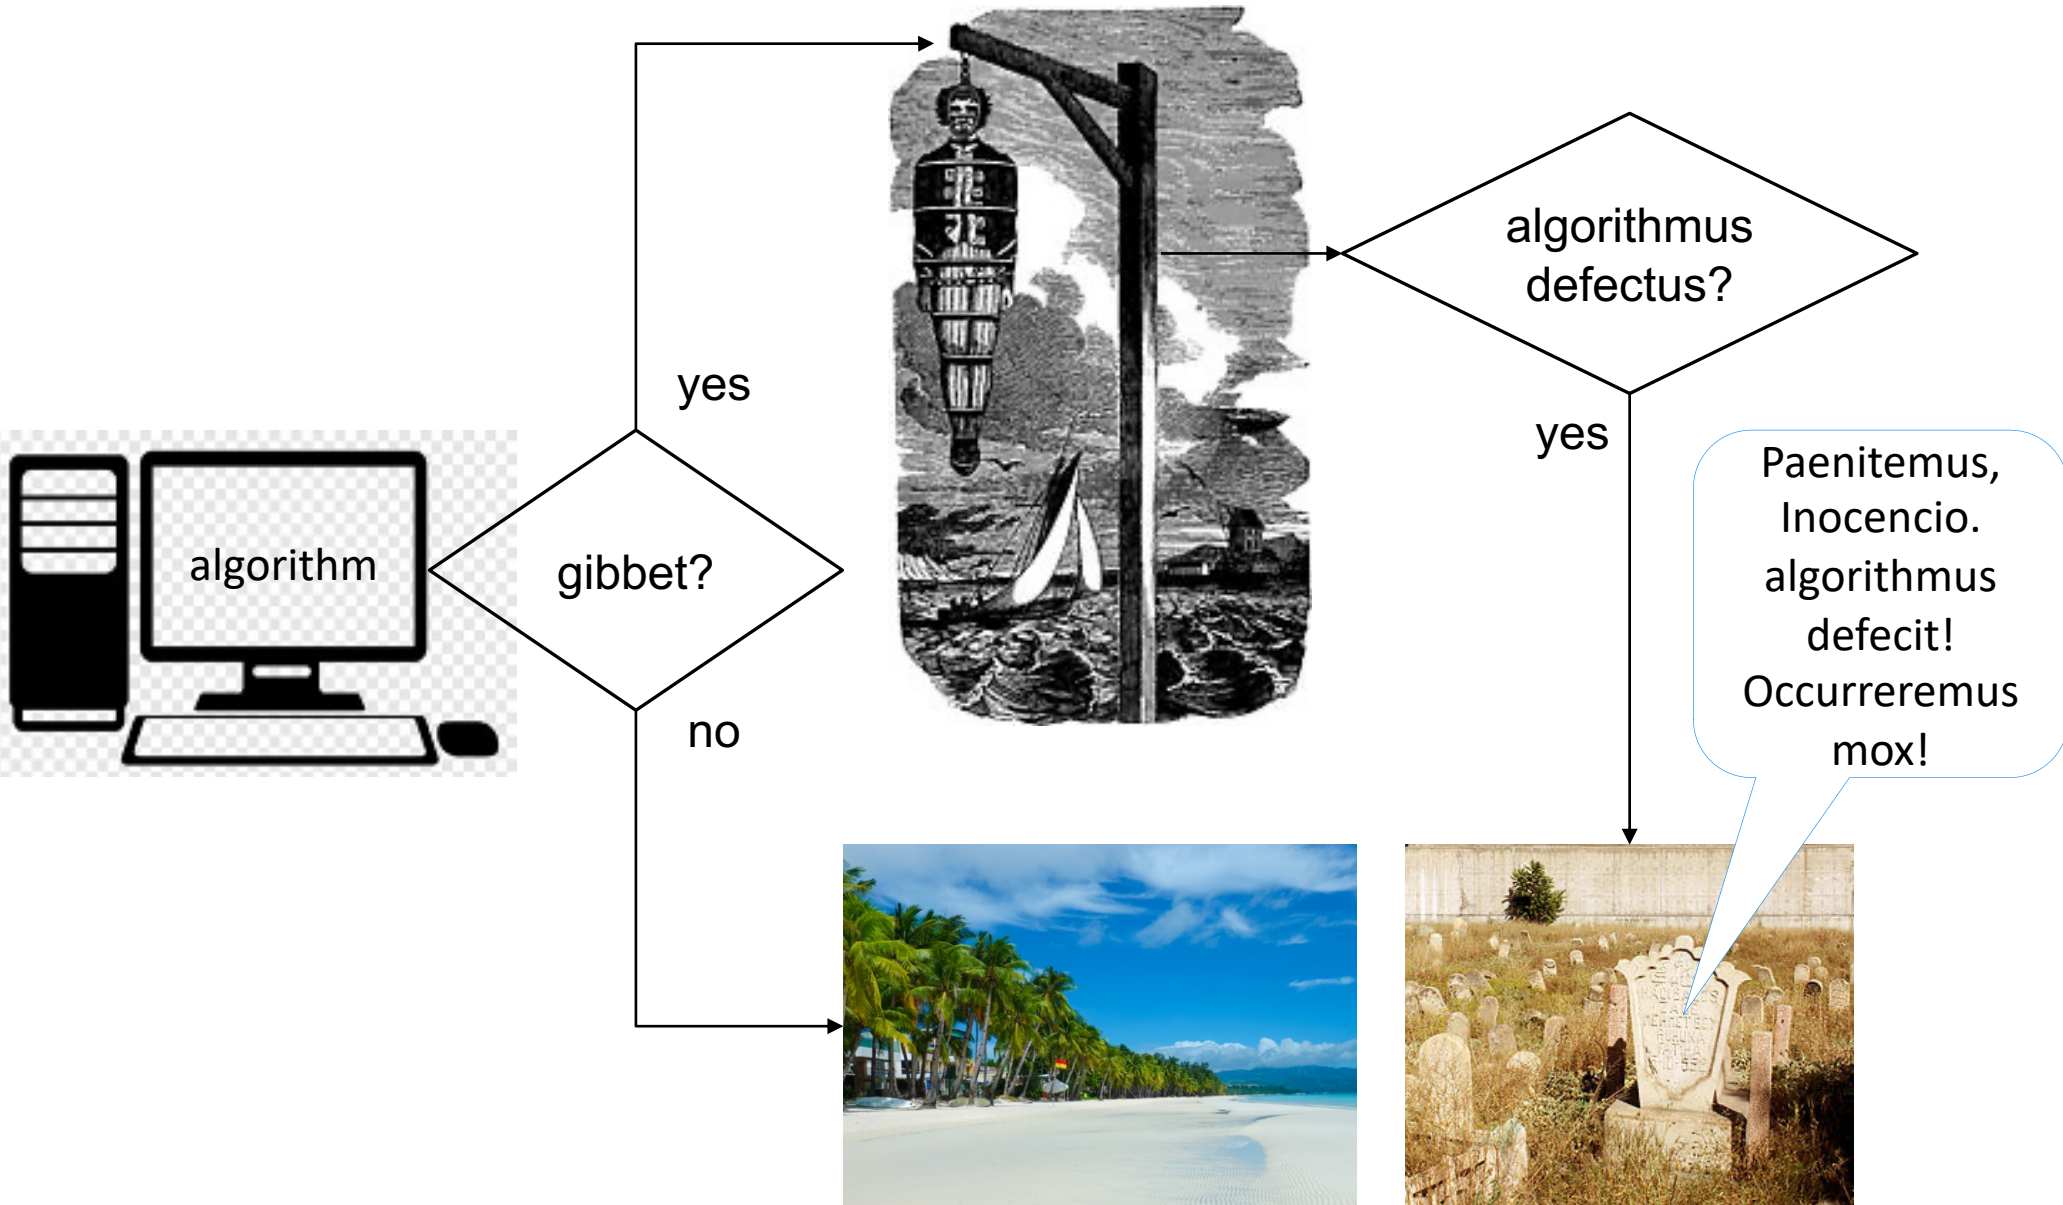 algorithm
gibbet?
yes
no
algorithmus
defectus?
yes
Paenitemus,
Inocencio.
algorithmus
defecit!
Occurreremus
mox!